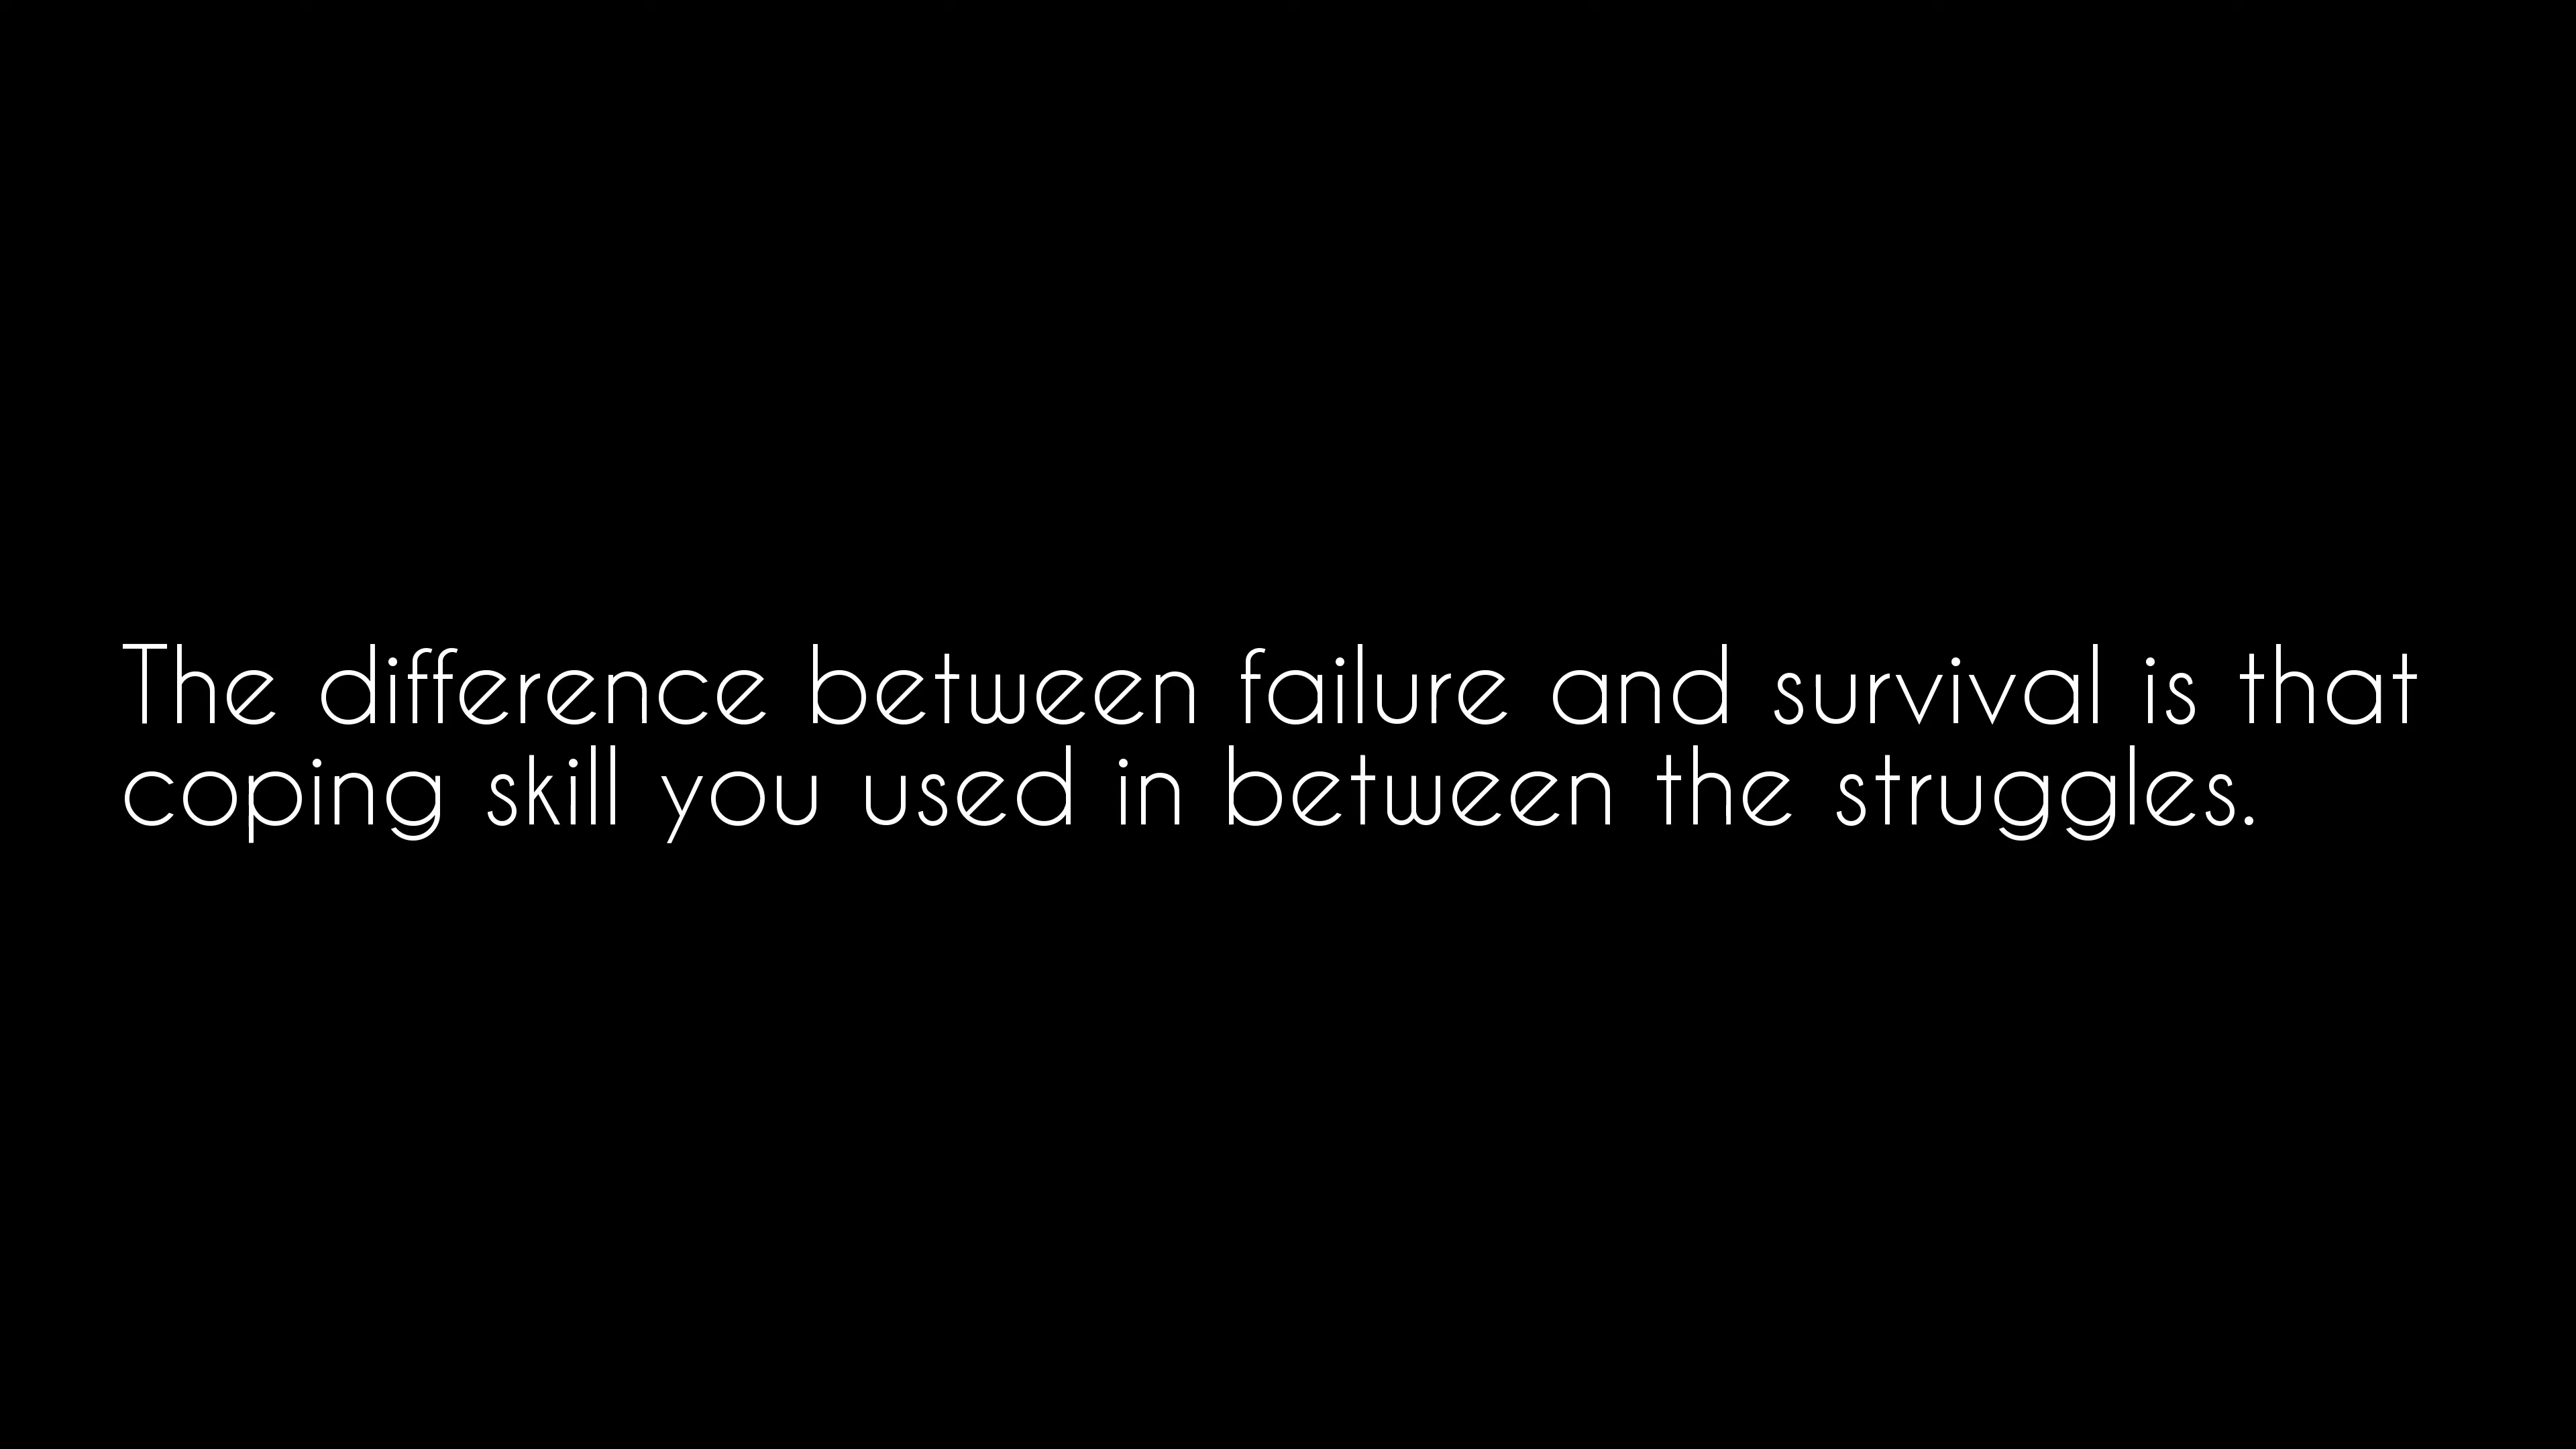 The difference between failure and survival is that
coping skill you used in between the struggles.